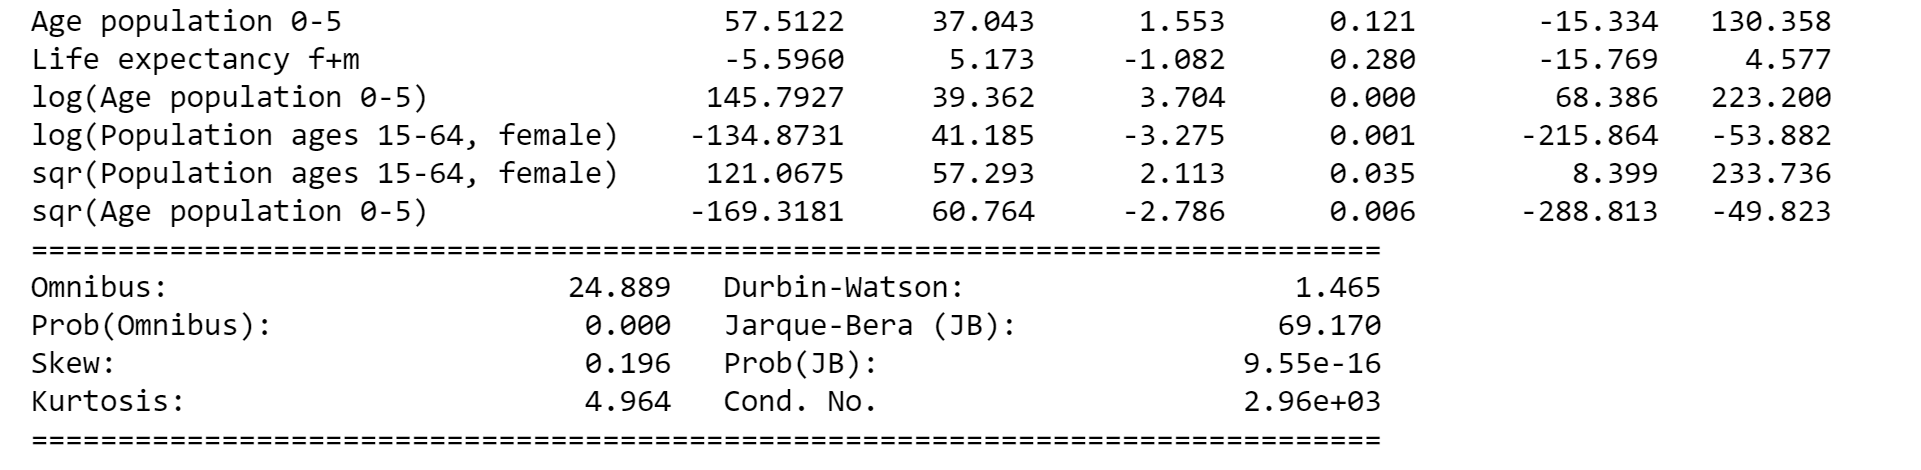 Age population 0-5 57.5122 37.043 1.553 0.121 -15.334 130.358
Life expectancy f+m -5.5960 5.173 -1.082 0.280 -15.769 4.577
log(Age population 0-5) 145.7927 39.362 3.704 0.000 68.386 223.200
log(Population ages 15-64, female) -134.8731 41.185 -3.275 0.001 -215.864 -53.882
sqr(Population ages 15-64, female) 121.0675 57.293 2.113 0.035 8.399 233.736
sqr(Age population 0-5) -169.3181 60.764 -2.786 0.006 -288.813 -49.823
==============================================================================
Omnibus: 24.889 Durbin-Watson: 1.465
Prob(Omnibus): 0.000 Jarque-Bera (JB): 69.170
Skew: 0.196 Prob(JB): 9.55e-16
Kurtosis: 4.964 Cond. No. 2.96e+03
==============================================================================